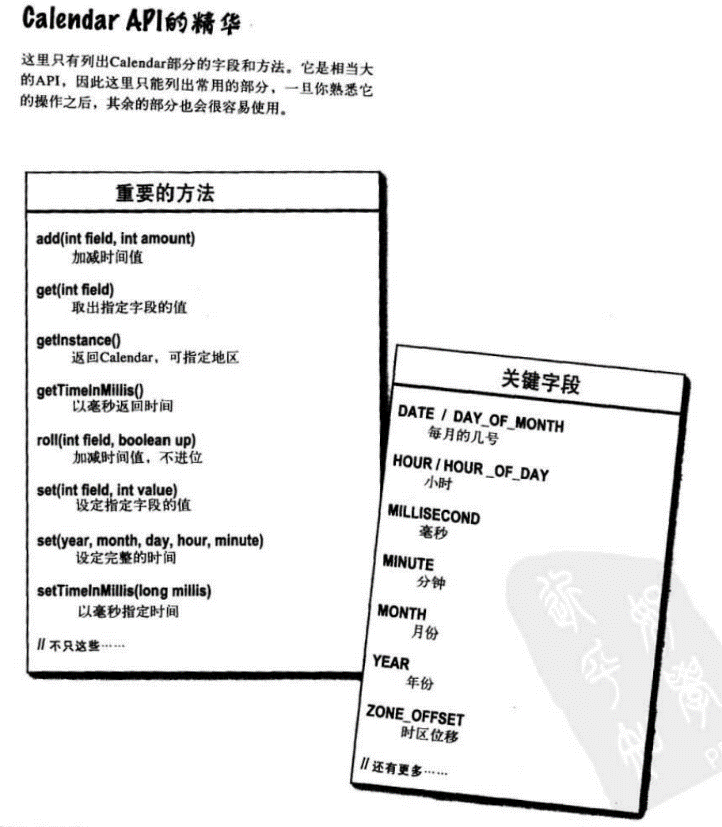 Calendar API的精华
这里只有列出Calendar部分的字段和方法。它是相当大
的API，因此这里只能列出常用的部分，一旦你熟悉它
的操作之后，其余的部分也会很容易使用。
重要的方法
add(int field, int amount)
加减时间值
get(int field)
取出指定字段的值
getInstance()
返回Calendar，可指定地区
getTimeInMillis()
以毫秒返回时间
roll(int field, boolean up)
加减时间值，不进位
set(int field, int value)
设定指定字段的值
set(year, month, day, hour, minute)
设定完整的时间
setTimeInMillis(long millis)
以毫秒指定时间
// 不只这些……
关键字段
DATE / DAY_OF_MONTH
每月的几号
HOUR / HOUR _OF_DAY
小时
MILLISECOND
毫秒
MINUTE
分钟
MONTH
月份
YEAR
年份
ZONE_OFFSET
时区位移
// 还有更多……